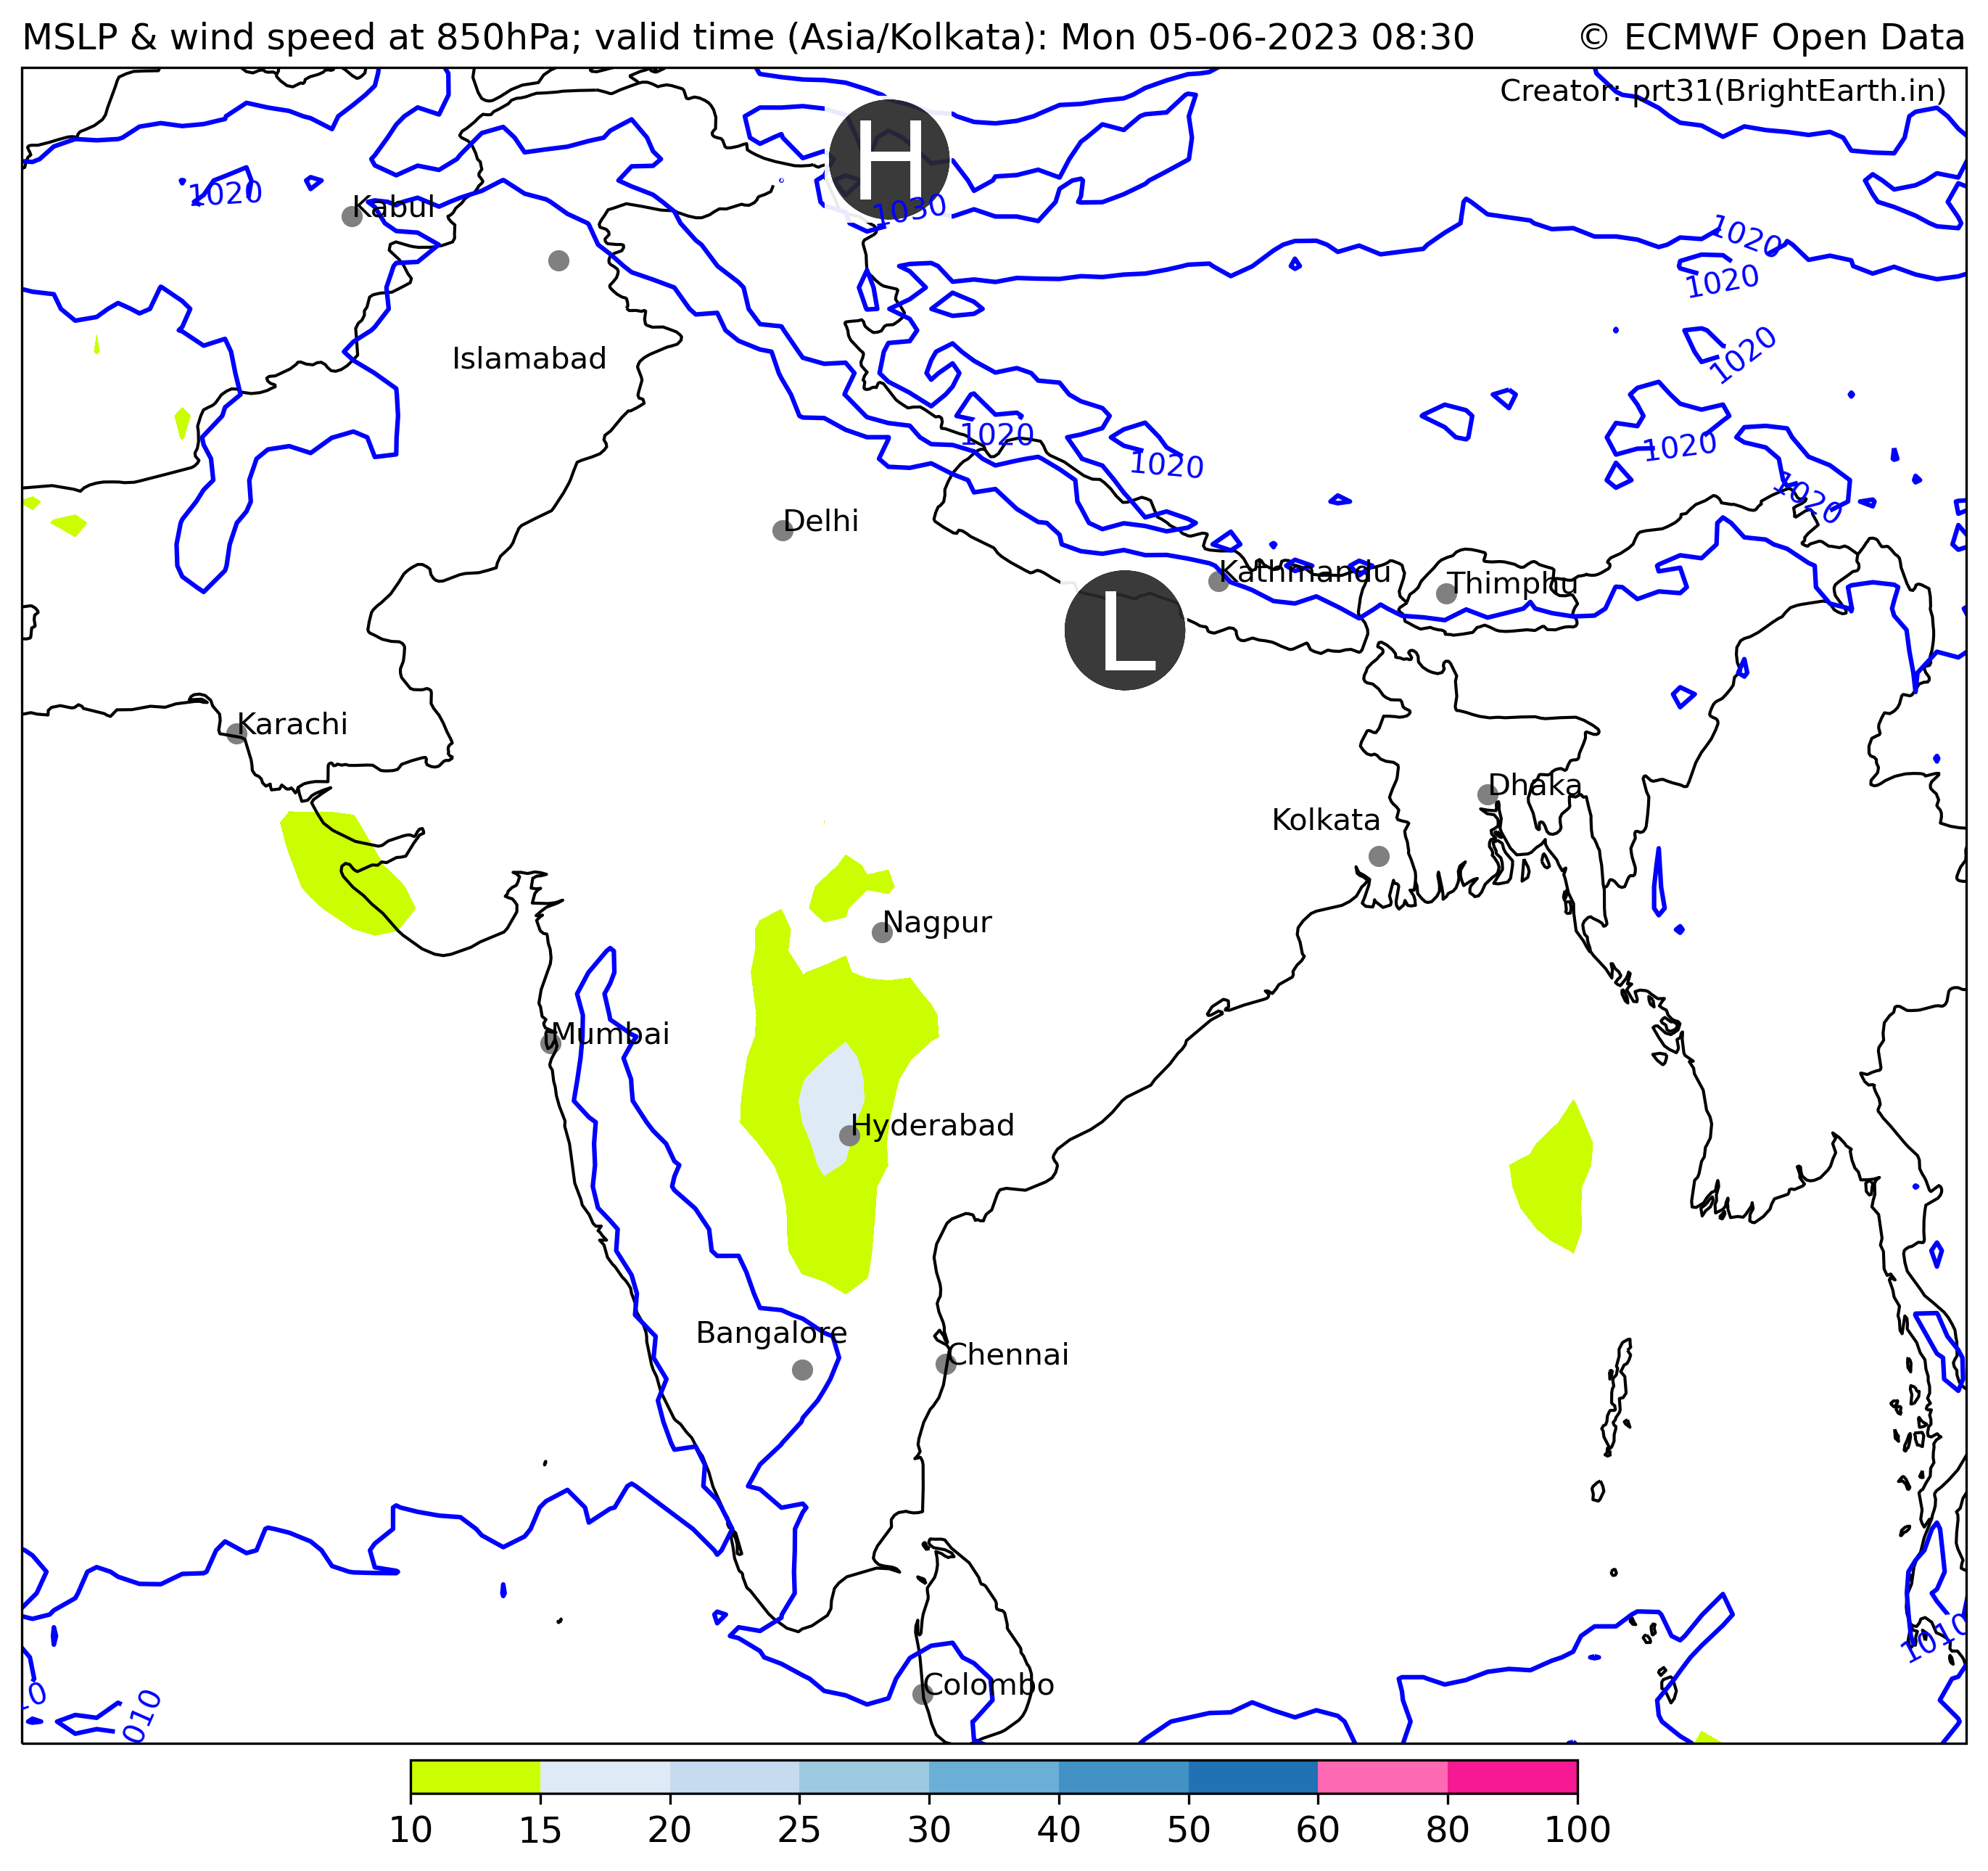 MSLP & wind speed at 850hPa; valid time (Asia/Kolkata): Mon 05-06-2023 08:30 © ECMWF Open Data
Creator: prt31(BrightEarth.in)
H
1020
Kabul
1030
1020
1020
1020
Islamabad
1020
1020
1020
1020
Delhi
Kathmandu
Thimphu
L
Karachi
Dhaka
Kolkata
Nagpur
Mumbai
Hyderabad
Bangalore
Chennai
1010
Colombo
10
010
10 15 20 25 30 40 50 60 80 100